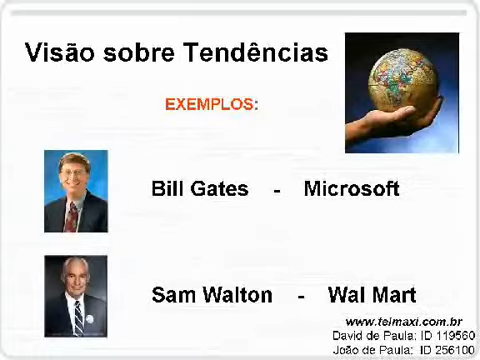 Visão sobre Tendências
EXEMPLOS:
Bill Gates - Microsoft
Sam Walton - Wal Mart
www.telmaxi.com.br
David de Paula: ID 119560
João de Paula: ID 256100